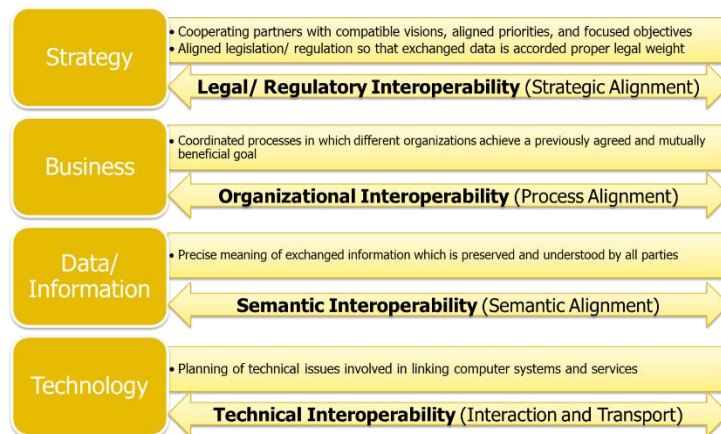 Strategy
• Cooperating partners with compatible visions, aligned priorities, and focused objectives
• Aligned legislation/ regulation so that exchanged data is accorded proper legal weight
Legal/ Regulatory Interoperability (Strategic Alignment)
Business
• Coordinated processes in which different organizations achieve a previously agreed and mutually
beneficial goal
Organizational Interoperability (Process Alignment)
Data/
Information
• Precise meaning of exchanged information which is preserved and understood by all parties
Semantic Interoperability (Semantic Alignment)
Technology
• Planning of technical issues involved in linking computer systems and services
Technical Interoperability (Interaction and Transport)